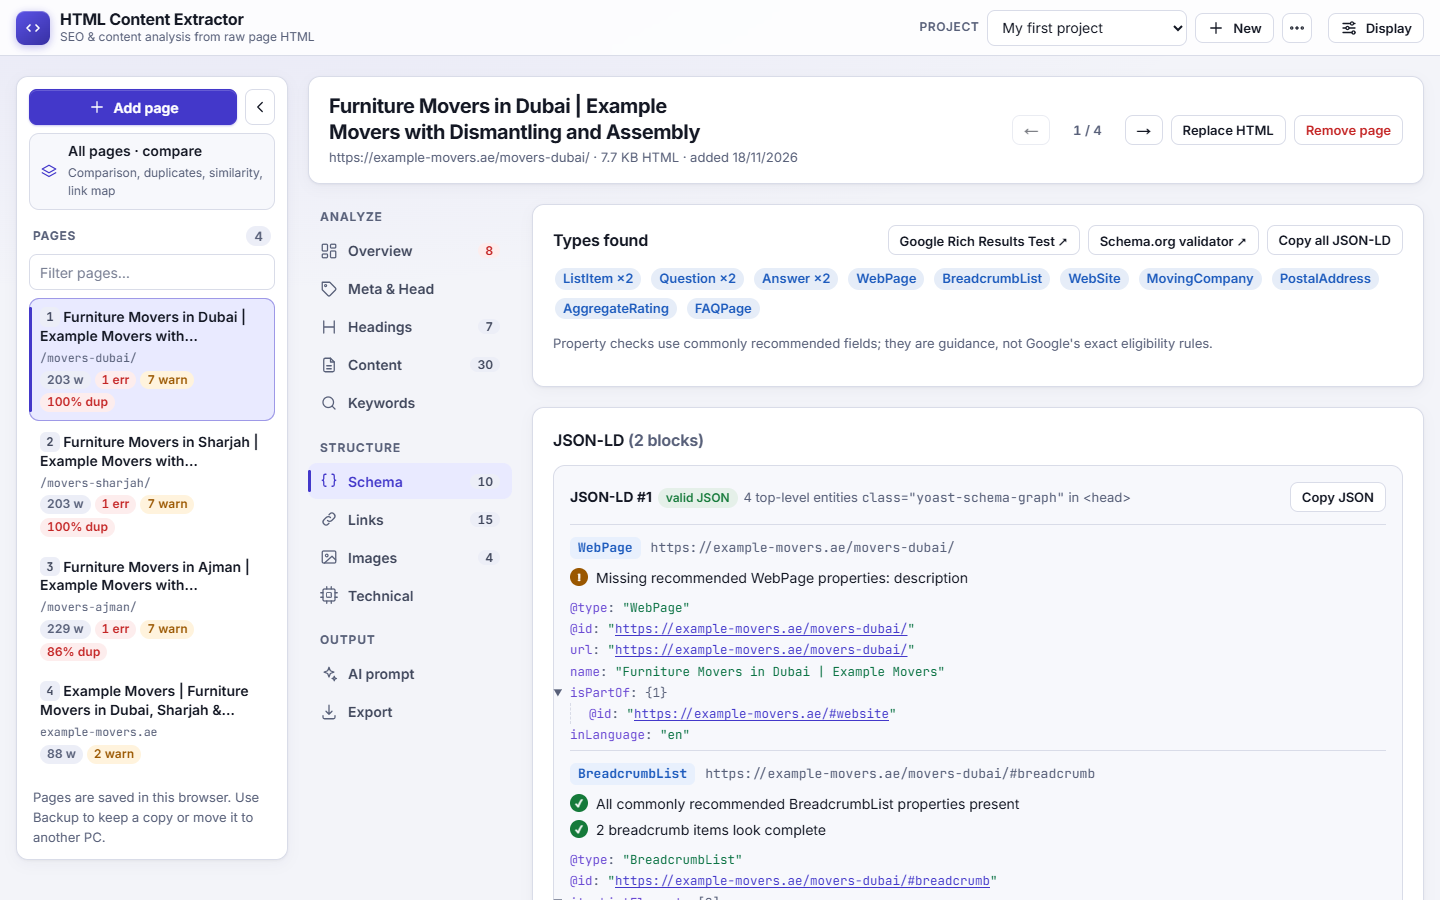 HTML Content Extractor
SEO & content analysis from raw page HTML
PROJECT
My first project
New
Display
Add page
All pages · compare
Comparison, duplicates, similarity,
link map
PAGES
4
Filter pages...
1 Furniture Movers in Dubai |
Example Movers with...
/movers-dubai/
203 w 1 err 7 warn
100% dup
2 Furniture Movers in Sharjah |
Example Movers with...
/movers-sharjah/
203 w 1 err 7 warn
100% dup
3 Furniture Movers in Ajman |
Example Movers with...
/movers-ajman/
229 w 1 err 7 warn
86% dup
4 Example Movers | Furniture
Movers in Dubai, Sharjah &...
example-movers.ae
88 w 2 warn
Pages are saved in this browser. Use
Backup to keep a copy or move it to
another PC.
Furniture Movers in Dubai | Example
Movers with Dismantling and Assembly
https://example-movers.ae/movers-dubai/ · 7.7 KB HTML · added 18/11/2026
← 1 / 4 → Replace HTML Remove page
ANALYZE
Overview 8
Meta & Head
Headings 7
Content 30
Keywords
STRUCTURE
Schema 10
Links 15
Images 4
Technical
OUTPUT
AI prompt
Export
Types found
Google Rich Results Test ↗ Schema.org validator ↗ Copy all JSON-LD
ListItem ×2 Question ×2 Answer ×2 WebPage BreadcrumbList WebSite MovingCompany PostalAddress
AggregateRating FAQPage
Property checks use commonly recommended fields; they are guidance, not Google's exact eligibility rules.
JSON-LD (2 blocks)
JSON-LD #1 valid JSON 4 top-level entities class="yoast-schema-graph" in <head>
Copy JSON
WebPage https://example-movers.ae/movers-dubai/
Missing recommended WebPage properties: description
@type: "WebPage"
@id: "https://example-movers.ae/movers-dubai/"
url: "https://example-movers.ae/movers-dubai/"
name: "Furniture Movers in Dubai | Example Movers"
isPartOf: {1}
@id: "https://example-movers.ae/#website"
inLanguage: "en"
BreadcrumbList https://example-movers.ae/movers-dubai/#breadcrumb
All commonly recommended BreadcrumbList properties present
2 breadcrumb items look complete
@type: "BreadcrumbList"
@id: "https://example-movers.ae/movers-dubai/#breadcrumb"